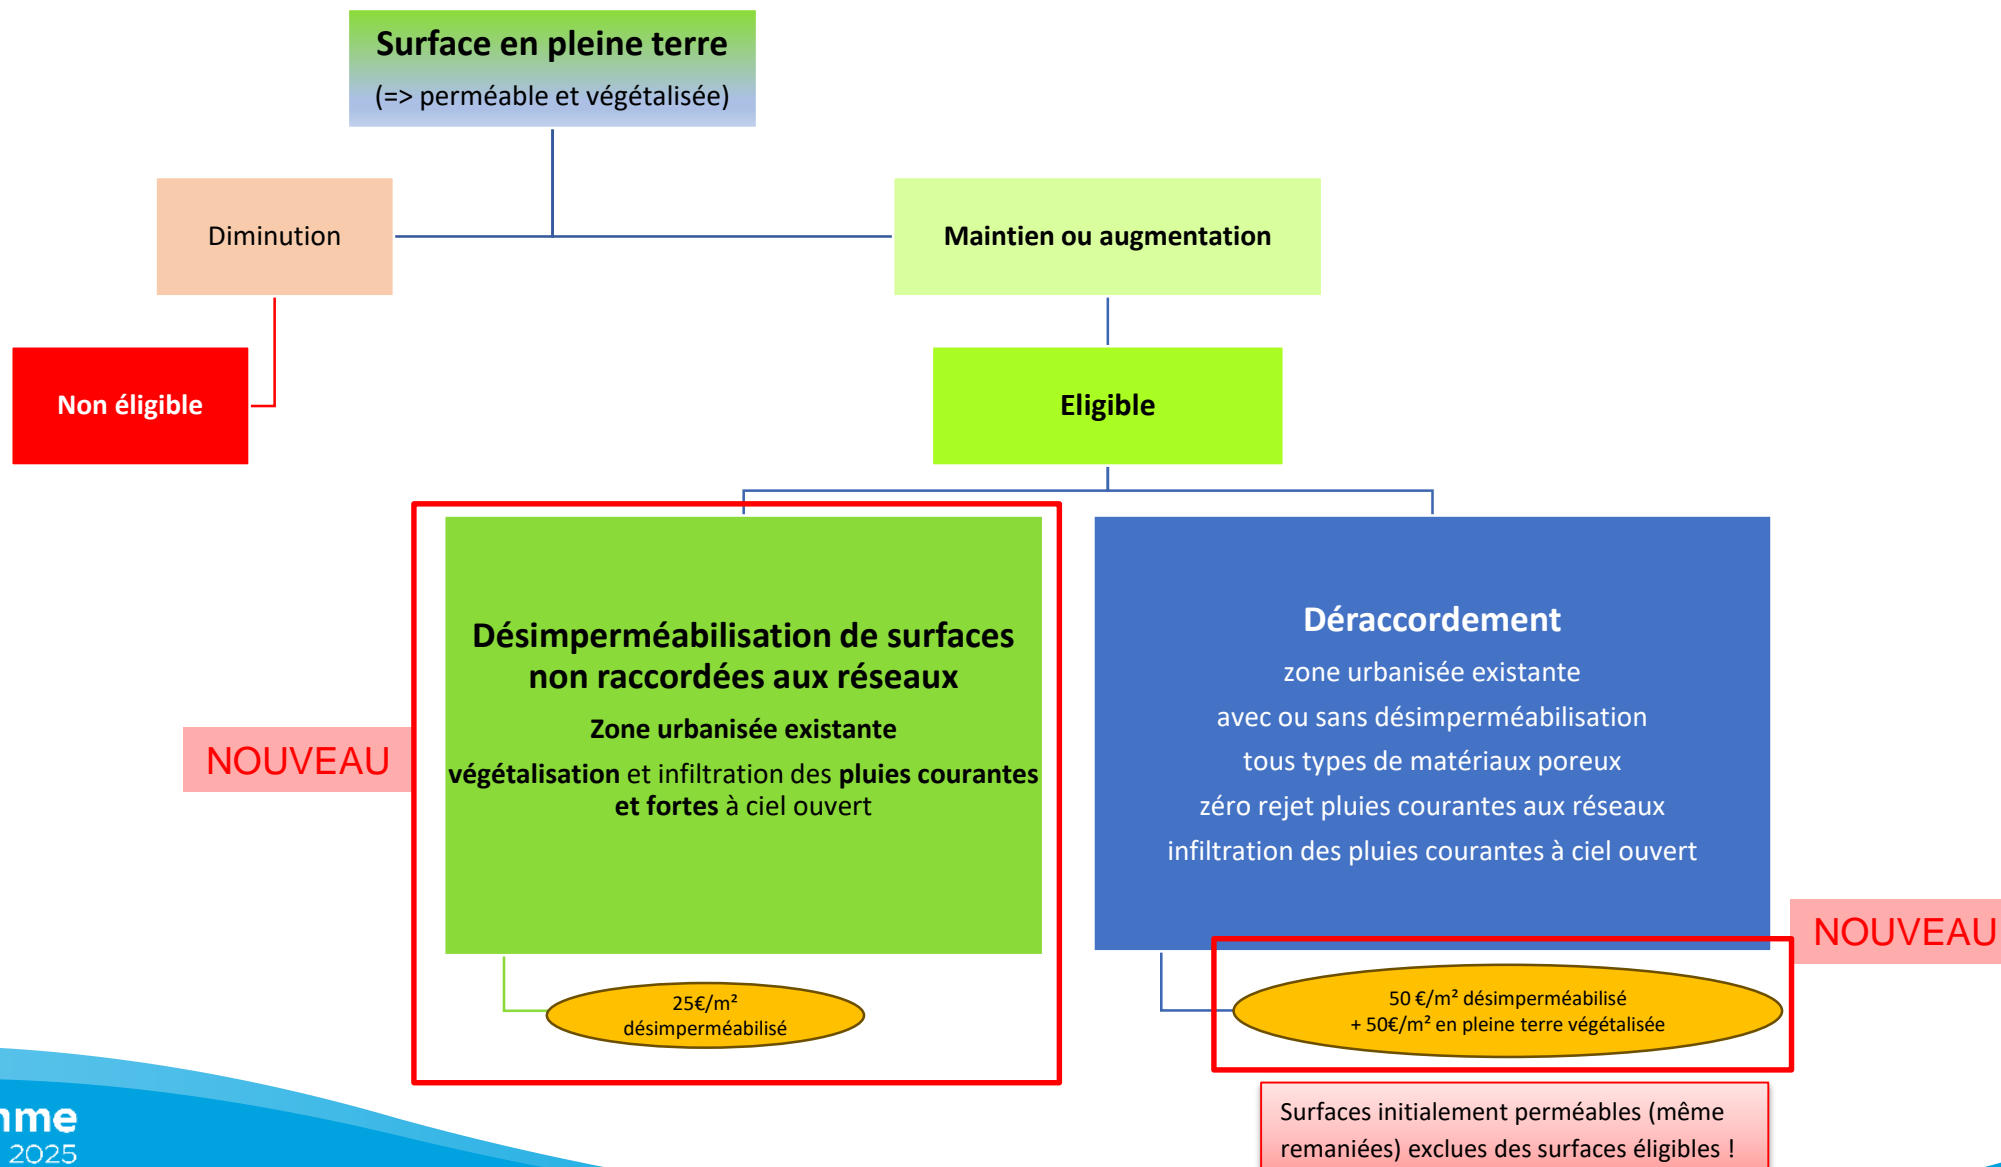 Surface en pleine terre
(=> perméable et végétalisée)
Diminution
Maintien ou augmentation
Non éligible
Eligible
Désimperméabilisation de surfaces
non raccordées aux réseaux
Zone urbanisée existante
végétalisation et infiltration des pluies courantes
et fortes à ciel ouvert
NOUVEAU
25€/m²
désimperméabilisé
Déraccordement
zone urbanisée existante
avec ou sans désimperméabilisation
tous types de matériaux poreux
zéro rejet pluies courantes aux réseaux
infiltration des pluies courantes à ciel ouvert
NOUVEAU
50 €/m² désimperméabilisé
+ 50€/m² en pleine terre végétalisée
Surfaces initialement perméables (même
remaniées) exclues des surfaces éligibles !
2025